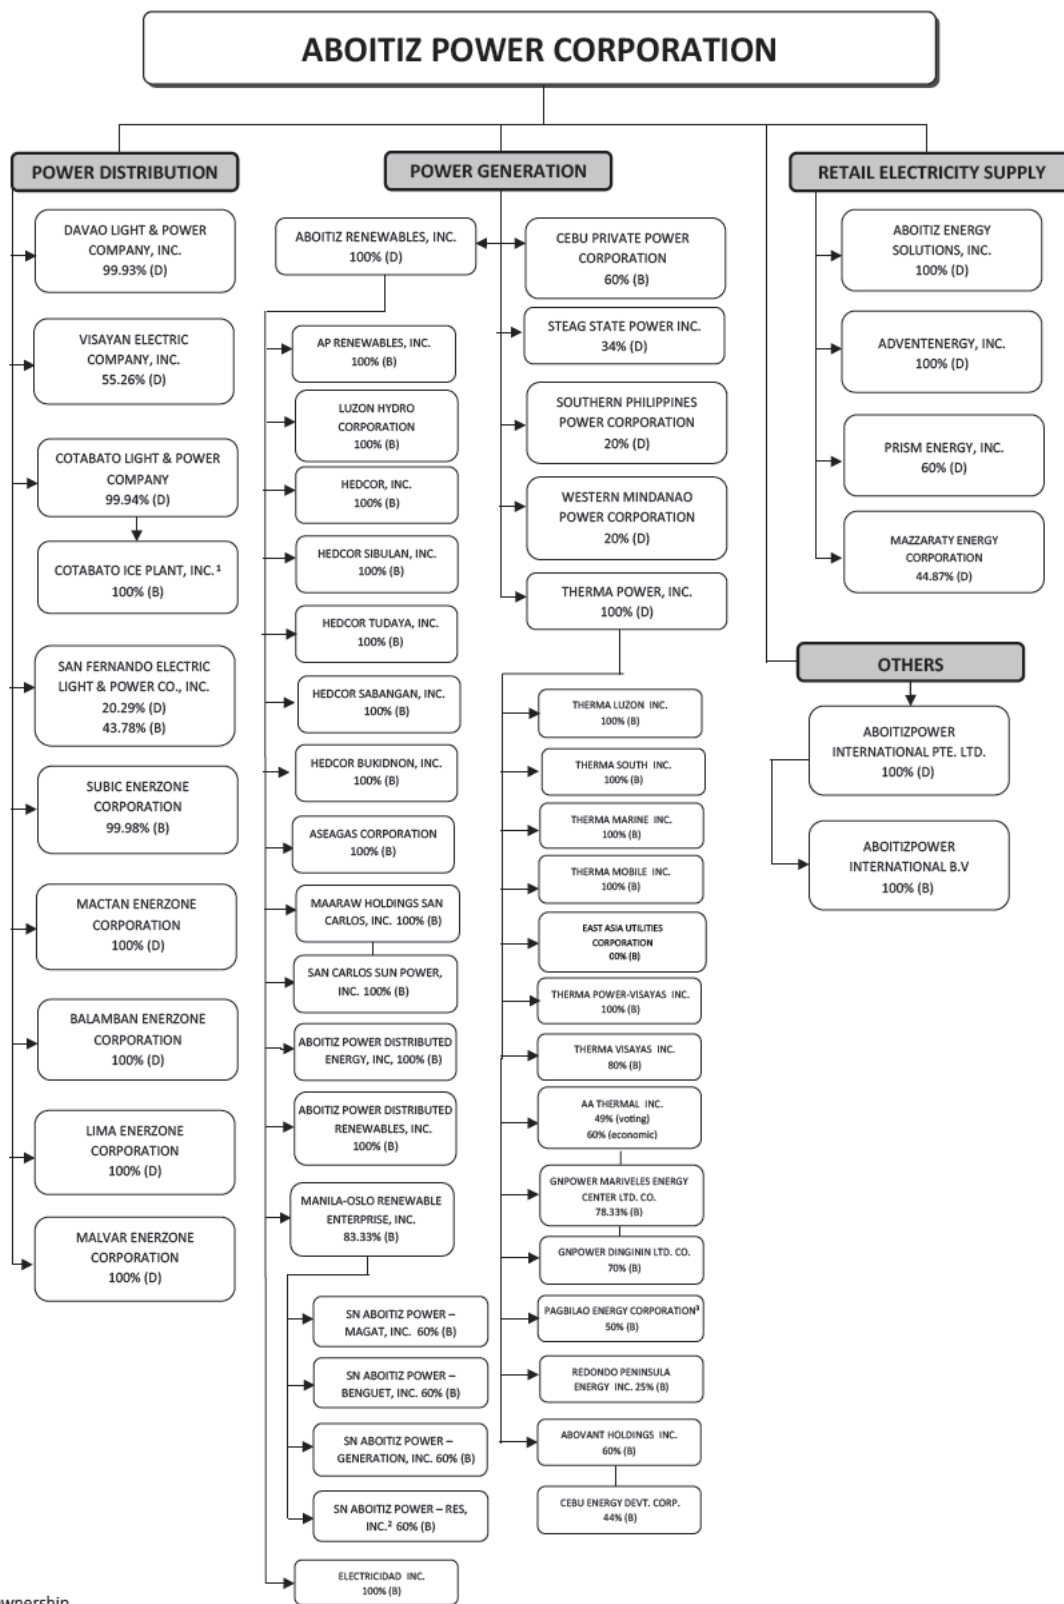 ABOITIZ POWER CORPORATION
POWER DISTRIBUTION
DAVAO LIGHT & POWER
COMPANY, INC.
99.93% (D)
VISAYAN ELECTRIC
COMPANY, INC.
55.26% (D)
COTABATO LIGHT & POWER
COMPANY
99.94% (D)
COTABATO ICE PLANT, INC.¹
100% (B)
SAN FERNANDO ELECTRIC
LIGHT & POWER CO., INC.
20.29% (D)
43.78% (B)
SUBIC ENERZONE
CORPORATION
99.98% (B)
MACTAN ENERZONE
CORPORATION
100% (D)
BALAMBAN ENERZONE
CORPORATION
100% (D)
LIMA ENERZONE
CORPORATION
100% (D)
MALVAR ENERZONE
CORPORATION
100% (D)
POWER GENERATION
ABOITIZ RENEWABLES, INC.
100% (D)
AP RENEWABLES, INC.
100% (B)
LUZON HYDRO
CORPORATION
100% (B)
HEDCOR, INC.
100% (B)
HEDCOR SIBULAN, INC.
100% (B)
HEDCOR TUDAYA, INC.
100% (B)
HEDCOR SABANGAN, INC.
100% (B)
HEDCOR BUKIDNON, INC.
100% (B)
ASEAGAS CORPORATION
100% (B)
MAARAW HOLDINGS SAN
CARLOS, INC. 100% (B)
SAN CARLOS SUN POWER,
INC. 100% (B)
ABOITIZ POWER DISTRIBUTED
ENERGY, INC, 100% (B)
ABOITIZ POWER DISTRIBUTED
RENEWABLES, INC.
100% (B)
MANILA-OSLO RENEWABLE
ENTERPRISE, INC.
83.33% (B)
SN ABOITIZ POWER –
MAGAT, INC. 60% (B)
SN ABOITIZ POWER –
BENGUET, INC. 60% (B)
SN ABOITIZ POWER –
GENERATION, INC. 60% (B)
SN ABOITIZ POWER – RES,
INC.² 60% (B)
ELECTRICIDAD INC.
100% (B)
CEBU PRIVATE POWER
CORPORATION
60% (B)
STEAG STATE POWER INC.
34% (D)
SOUTHERN PHILIPPINES
POWER CORPORATION
20% (D)
WESTERN MINDANAO
POWER CORPORATION
20% (D)
THERMA POWER, INC.
100% (D)
THERMA LUZON INC.
100% (B)
THERMA SOUTH INC.
100% (B)
THERMA MARINE INC.
100% (B)
THERMA MOBILE INC.
100% (B)
EAST ASIA UTILITIES
CORPORATION
00% (B)
THERMA POWER-VISAYAS INC.
100% (B)
THERMA VISAYAS INC.
80% (B)
AA THERMAL INC.
49% (voting)
60% (economic)
GNPOWER MARIVELES ENERGY
CENTER LTD. CO.
78.33% (B)
GNPOWER DINGININ LTD. CO.
70% (B)
PAGBILAO ENERGY CORPORATION³
50% (B)
REDONDO PENINSULA
ENERGY INC. 25% (B)
ABOVANT HOLDINGS INC.
60% (B)
CEBU ENERGY DEVT. CORP.
44% (B)
RETAIL ELECTRICITY SUPPLY
ABOITIZ ENERGY
SOLUTIONS, INC.
100% (D)
ADVENTENERGY, INC.
100% (D)
PRISM ENERGY, INC.
60% (D)
MAZZARATY ENERGY
CORPORATION
44.87% (D)
OTHERS
ABOITIZPOWER
INTERNATIONAL PTE. LTD.
100% (D)
ABOITIZPOWER
INTERNATIONAL B.V
100% (B)